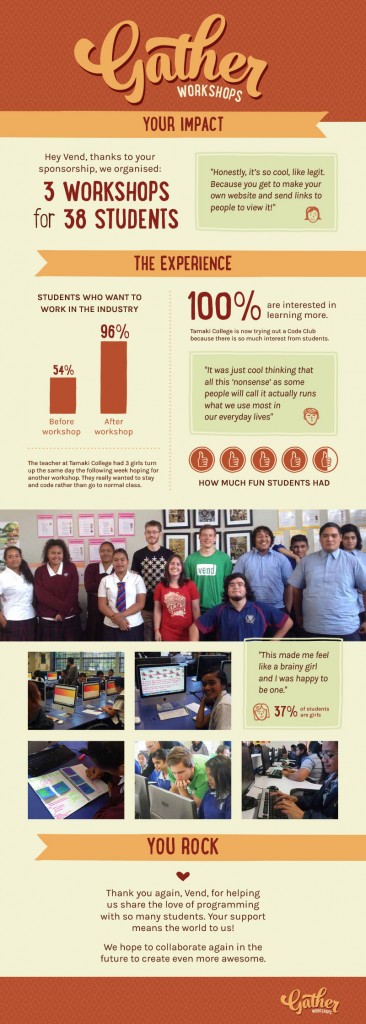 Gather
WORKSHOPS
YOUR IMPACT
Hey Vend, thanks to your
sponsorship, we organised:
3 WORKSHOPS
for 38 STUDENTS
"Honestly, it's so cool, like legit.
Because you get to make your
own website and send links to
people to view it!"
THE EXPERIENCE
STUDENTS WHO WANT TO
WORK IN THE INDUSTRY
96%
54%
Before
workshop
After
workshop
The teacher at Tamaki College had 3 girls turn
up the same day the following week hoping for
another workshop. They really wanted to stay
and code rather than go to normal class.
100% are interested in
learning more.
Tamaki College is now trying out a Code Club
because there is so much interest from students.
"It was just cool thinking that
all this 'nonsense' as some
people will call it actually runs
what we use most in
our everyday lives"
HOW MUCH FUN STUDENTS HAD
vend
"This made me feel
like a brainy girl
and I was happy to
be one."
37% of students
are girls
YOU ROCK
Thank you again, Vend, for helping
us share the love of programming
with so many students. Your support
means the world to us!
We hope to collaborate again in the
future to create even more awesome.
Gather
WORKSHOPS